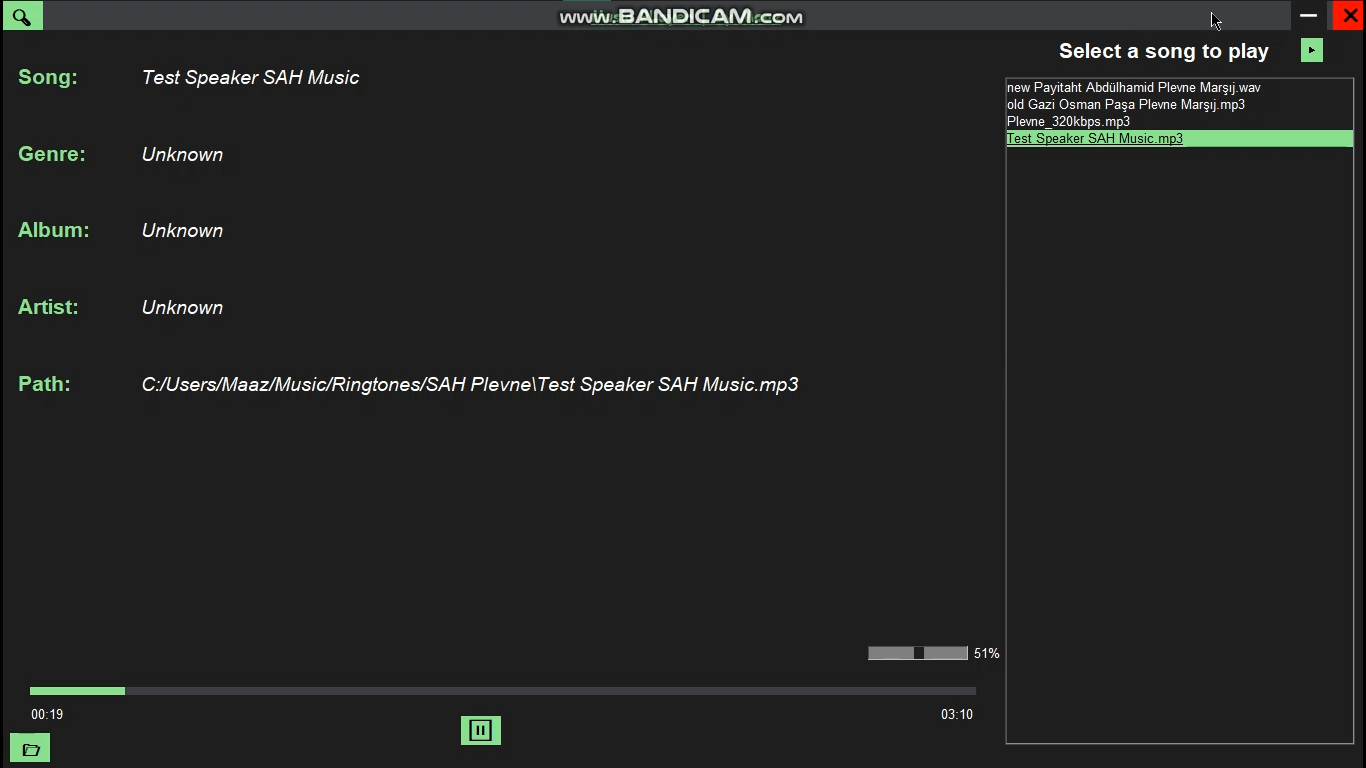 www.BANDICAM.com
Select a song to play
Song: Test Speaker SAH Music
Genre: Unknown
Album: Unknown
Artist: Unknown
Path: C:/Users/Maaz/Music/Ringtones/SAH Plevne\Test Speaker SAH Music.mp3
new Payitaht Abdülhamid Plevne Marşıj.wav
old Gazi Osman Paşa Plevne Marşıj.mp3
Plevne_320kbps.mp3
Test Speaker SAH Music.mp3
51%
00:19
03:10